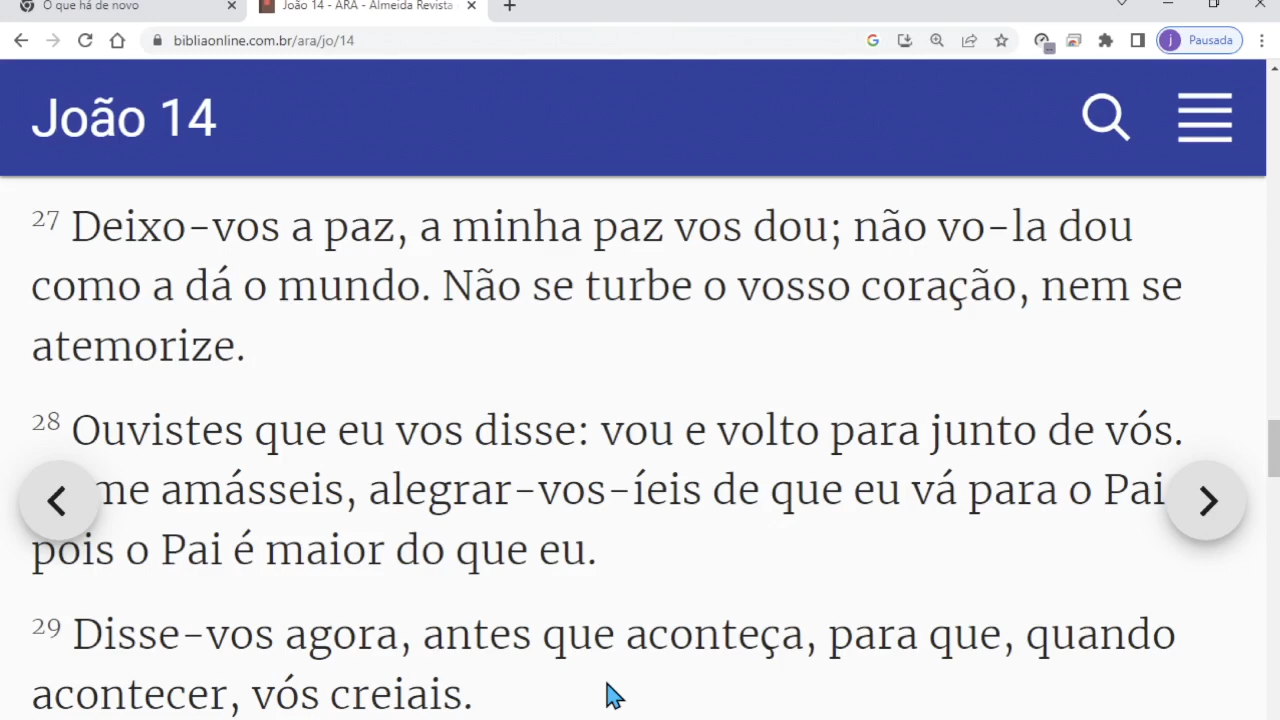 O que há de novo
João 14 - ARA - Almeida Revista
bibliaonline.com.br/ara/jo/14
j Pausada
João 14
27 Deixo-vos a paz, a minha paz vos dou; não vo-la dou
como a dá o mundo. Não se turbe o vosso coração, nem se
atemorize.
28 Ouvistes que eu vos disse: vou e volto para junto de vós.
me amásseis, alegrar-vos-íeis de que eu vá para o Pai
pois o Pai é maior do que eu.
29 Disse-vos agora, antes que aconteça, para que, quando
acontecer, vós creiais.